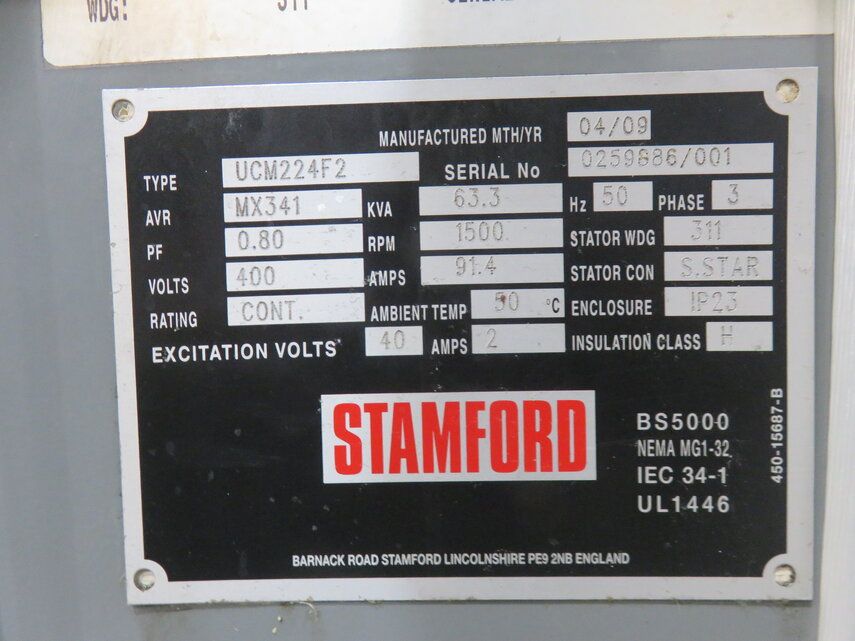 WDG: 311
MANUFACTURED MTH/YR 04/09
TYPE UCM224F2 SERIAL No 0259886/001
AVR MX341 KVA 63.3 Hz 50 PHASE 3
PF 0.80 RPM 1500 STATOR WDG 311
VOLTS 400 AMPS 91.4 STATOR CON S.STAR
RATING CONT. AMBIENT TEMP 50 °C ENCLOSURE IP23
EXCITATION VOLTS 40 AMPS 2 INSULATION CLASS H
STAMFORD
BS5000
NEMA MG1-32
IEC 34-1
UL1446
450-15687-B
BARNACK ROAD STAMFORD LINCOLNSHIRE PE9 2NB ENGLAND